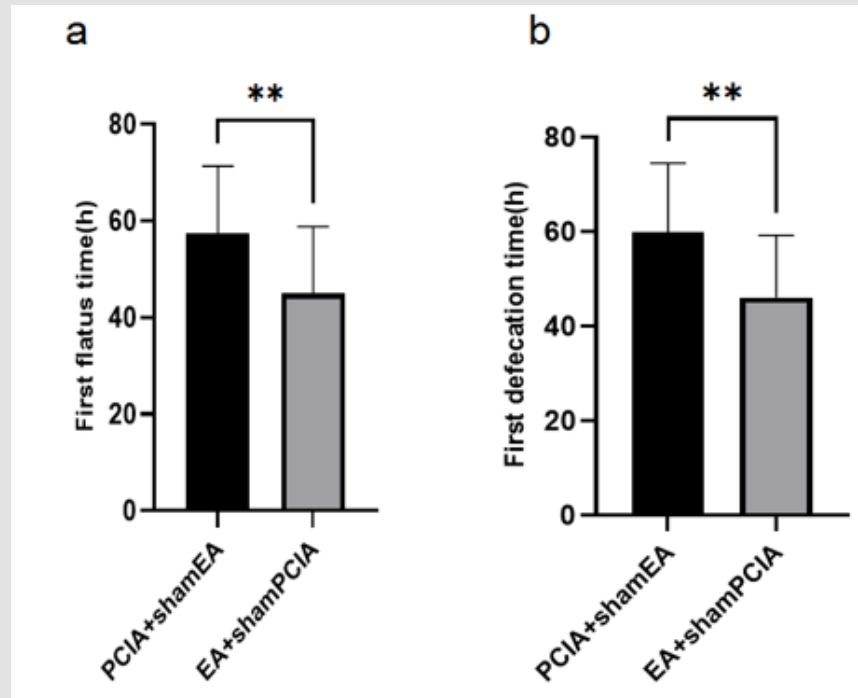 a
**
80
60
40
20
0
First flatus time(h)
PCIA+shamEA
EA+shamPCIA
b
**
80
60
40
20
0
First defecation time(h)
PCIA+shamEA
EA+shamPCIA